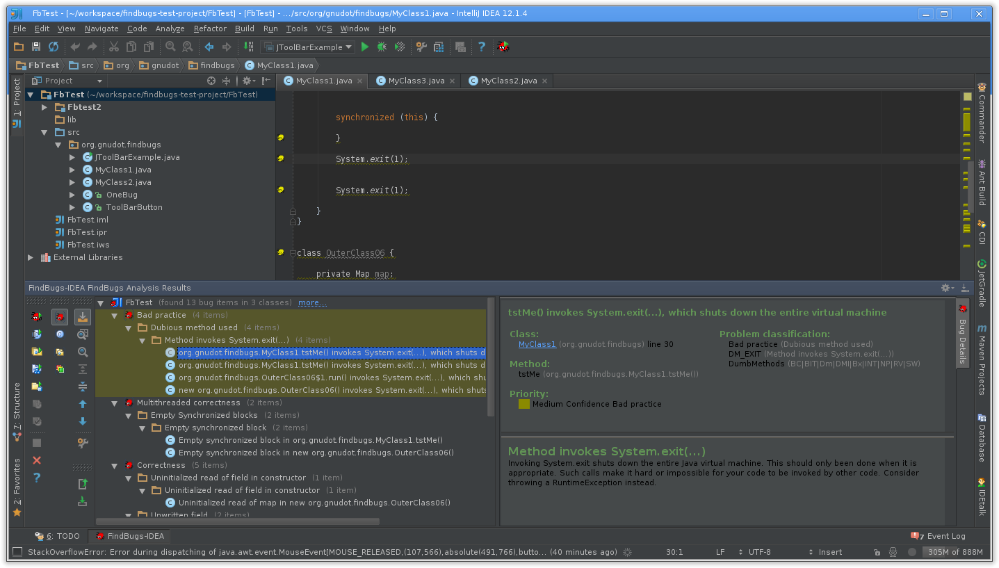 FbTest - [~/workspace/findbugs-test-project/FbTest] - [FbTest] - .../src/org/gnudot/findbugs/MyClass1.java - IntelliJ IDEA 12.1.4
File Edit View Navigate Code Analyze Refactor Build Run Tools VCS Window Help
JToolBarExample
FbTest src org gnudot findbugs MyClass1.java
1: Project
Project
MyClass1.java MyClass3.java MyClass2.java
FbTest (~/workspace/findbugs-test-project/FbTest)
Fbtest2
lib
src
org.gnudot.findbugs
JToolBarExample.java
MyClass1.java
MyClass2.java
OneBug
ToolBarButton
FbTest.iml
FbTest.ipr
FbTest.iws
External Libraries
synchronized (this) {
}
System.exit(1);
System.exit(1);
}
}
class OuterClass06 {
private Map map;
Commander
Ant Build
CDI
JetGradle
Maven Projects
Database
IDEtalk
FindBugs-IDEA FindBugs Analysis Results
7: Structure
2: Favorites
FbTest (found 13 bug items in 3 classes) more...
Bad practice (4 items)
Dubious method used (4 items)
Method invokes System.exit(...) (4 items)
org.gnudot.findbugs.MyClass1.tstMe() invokes System.exit(...), which shuts d
org.gnudot.findbugs.MyClass1.tstMe() invokes System.exit(...), which shuts d
org.gnudot.findbugs.OuterClass06$1.run() invokes System.exit(...), which shu
new org.gnudot.findbugs.OuterClass06() invokes System.exit(...), which shuts
Multithreaded correctness (2 items)
Empty Synchronized blocks (2 items)
Empty synchronized block (2 items)
Empty synchronized block in org.gnudot.findbugs.MyClass1.tstMe()
Empty synchronized block in new org.gnudot.findbugs.OuterClass06()
Correctness (5 items)
Uninitialized read of field in constructor (1 item)
Uninitialized read of field in constructor (1 item)
Uninitialized read of map in new org.gnudot.findbugs.OuterClass06()
Unwritten field (2 items)
tstMe() invokes System.exit(...), which shuts down the entire virtual machine
Class:
MyClass1 (org.gnudot.findbugs) line 30
Method:
tstMe (org.gnudot.findbugs.MyClass1.tstMe())
Priority:
Medium Confidence Bad practice
Problem classification:
Bad practice (Dubious method used)
DM_EXIT (Method invokes System.exit(...))
DumbMethods (BC|BIT|Dm|DMI|Bx|INT|NP|RV|SW)
Method invokes System.exit(...)
Invoking System.exit shuts down the entire Java virtual machine. This should only been done when it is
appropriate. Such calls make it hard or impossible for your code to be invoked by other code. Consider
throwing a RuntimeException instead.
Bug Details
6: TODO FindBugs-IDEA
7 Event Log
StackOverflowError: Error during dispatching of java.awt.event.MouseEvent[MOUSE_RELEASED,(107,566),absolute(491,766),butto... (40 minutes ago) 30:1 LF UTF-8 Insert 305M of 888M